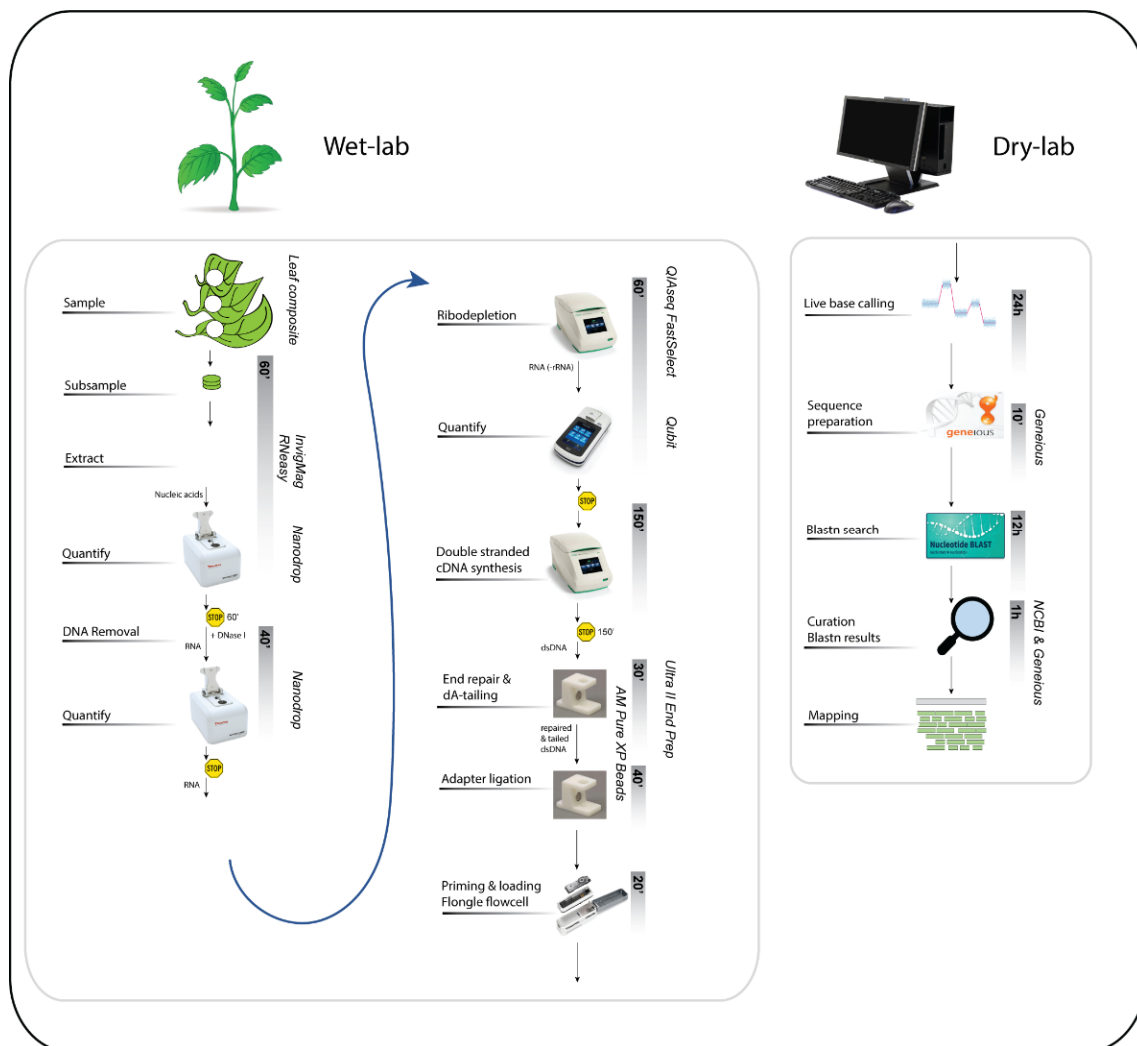 Wet-lab
Dry-lab
Sample
Leaf composite
Subsample
60'
Extract
InvigMag
RNeasy
Nucleic acids
Quantify
Nanodrop
STOP 60'
DNA Removal
+ DNase I
RNA
40'
Quantify
Nanodrop
STOP
RNA
Ribodepletion
60'
QIAseq FastSelect
RNA (-rRNA)
Quantify
Qubit
STOP
150'
Double stranded
cDNA synthesis
STOP 150'
dsDNA
30'
End repair &
dA-tailing
Ultra II End Prep
AM Pure XP Beads
repaired
& tailed
dsDNA
40'
Adapter ligation
20'
Priming & loading
Flongle flowcell
Live base calling
24h
Sequence
preparation
geneious
10'
Geneious
Blastn search
Nucleotide BLAST
12h
Curation
Blastn results
1h
NCBI & Geneious
Mapping